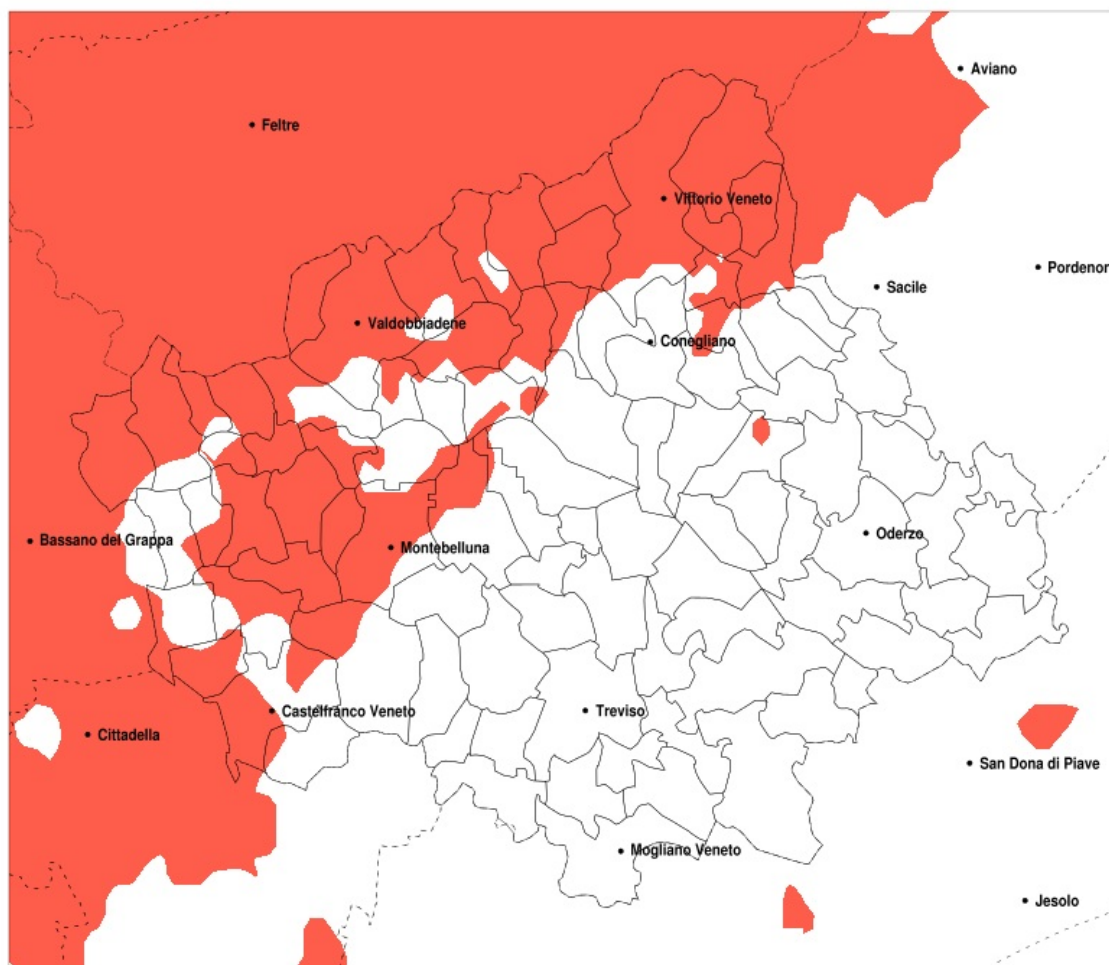 Aviano
Feltre
Vittorio Veneto
Pordenon
Sacile
Valdobbiadene
Conegliano
Oderzo
Bassano del Grappa
Montebelluna
Castelfranco Veneto
Treviso
Cittadella
San Dona di Piave
Mogliano Veneto
Jesolo